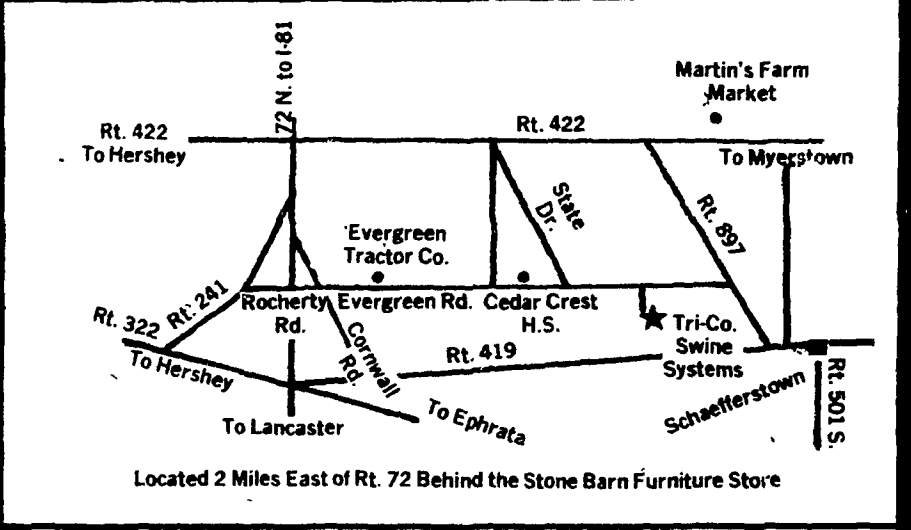 72 N. to I-81
Martin's Farm
Market
Rt. 422
To Hershey
Rt. 422
To Myerstown
State
Dr.
Rt. 897
Evergreen
Tractor Co.
Rt. 241
Rocherty
Rd.
Evergreen Rd.
Cedar Crest
H.S.
Rt. 322
To Hershey
Cornwall
Rd.
Rt. 419
Tri-Co.
Swine
Systems
Schaefferstown
Rt. 501 S.
To Lancaster
To Ephrata
Located 2 Miles East of Rt. 72 Behind the Stone Barn Furniture Store